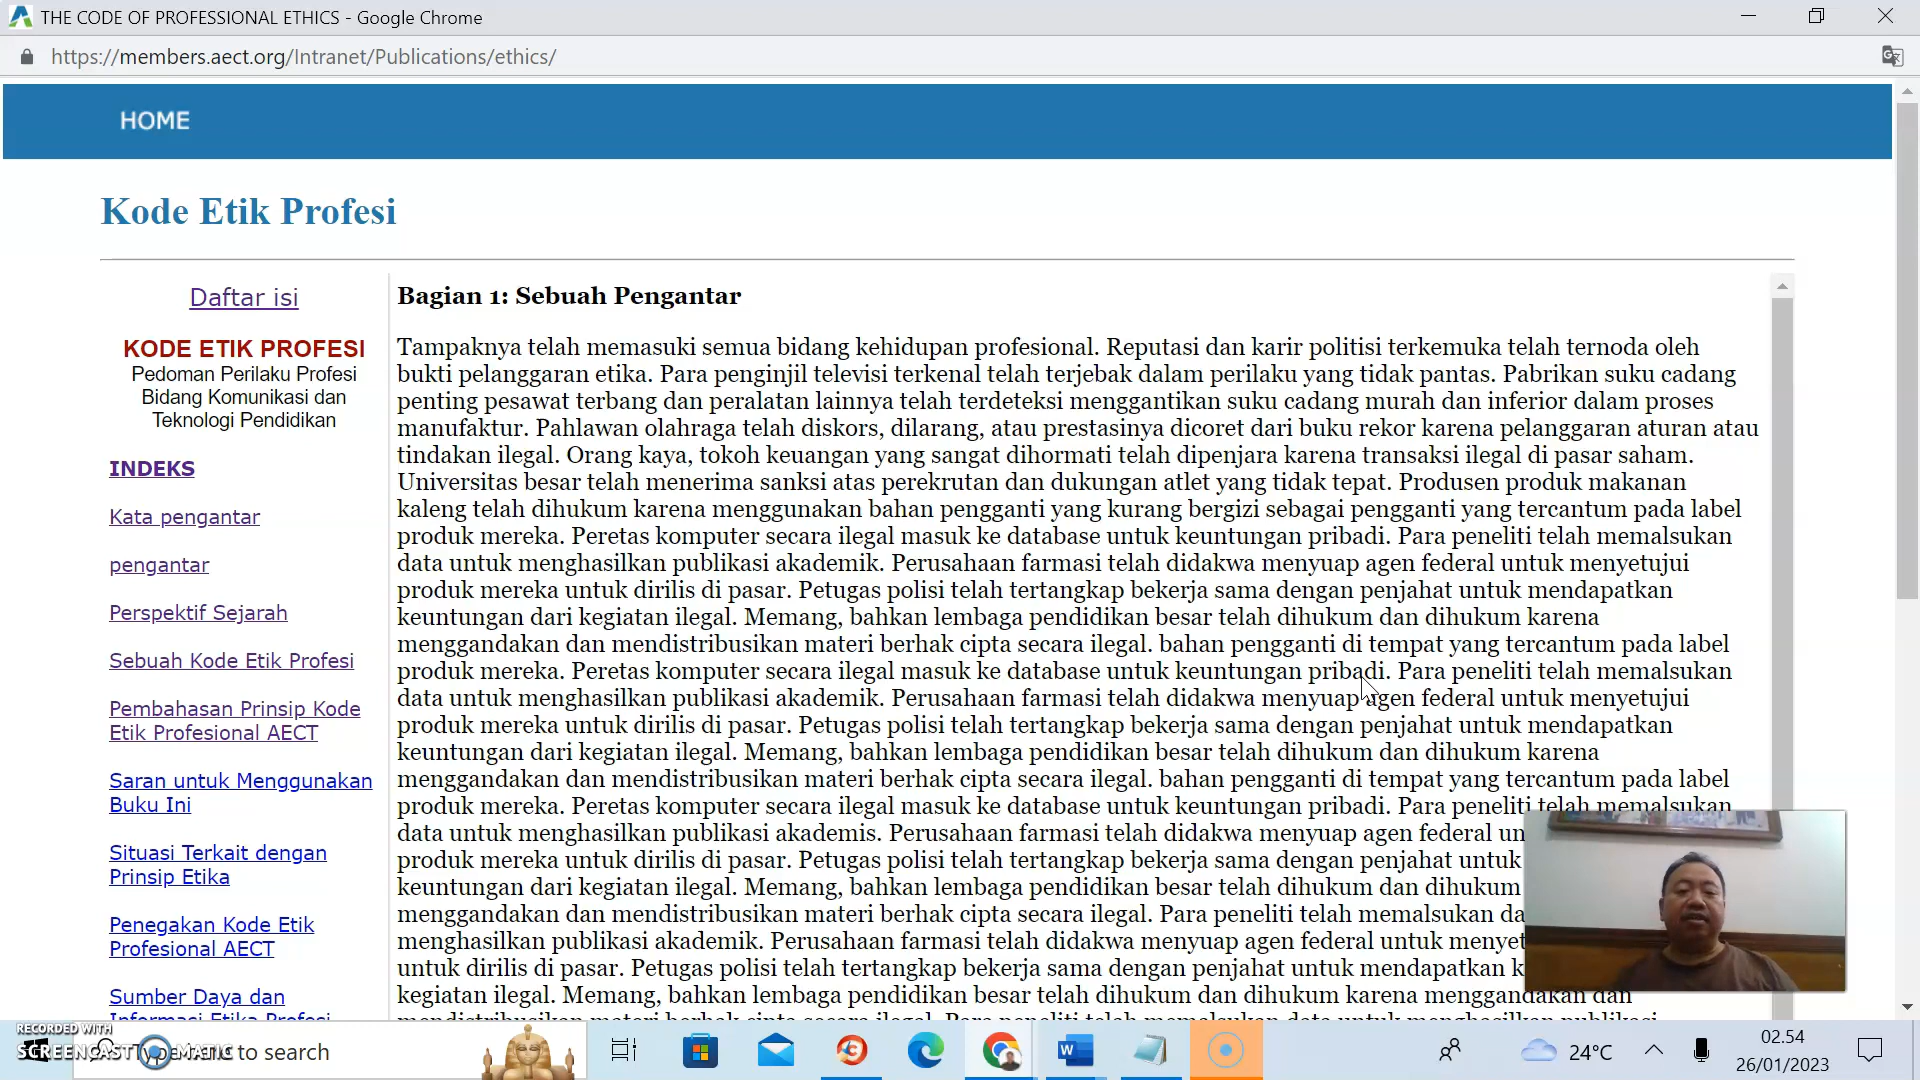 THE CODE OF PROFESSIONAL ETHICS - Google Chrome
https://members.aect.org/Intranet/Publications/ethics/
HOME
Kode Etik Profesi
Daftar isi
KODE ETIK PROFESI
Pedoman Perilaku Profesi
Bidang Komunikasi dan
Teknologi Pendidikan
INDEKS
Kata pengantar
pengantar
Perspektif Sejarah
Sebuah Kode Etik Profesi
Pembahasan Prinsip Kode
Etik Profesional AECT
Saran untuk Menggunakan
Buku Ini
Situasi Terkait dengan
Prinsip Etika
Penegakan Kode Etik
Profesional AECT
Sumber Daya dan
Informasi Etika Profesi
Bagian 1: Sebuah Pengantar
Tampaknya telah memasuki semua bidang kehidupan profesional. Reputasi dan karir politisi terkemuka telah ternoda oleh
bukti pelanggaran etika. Para penginjil televisi terkenal telah terjebak dalam perilaku yang tidak pantas. Pabrikan suku cadang
penting pesawat terbang dan peralatan lainnya telah terdeteksi menggantikan suku cadang murah dan inferior dalam proses
manufaktur. Pahlawan olahraga telah diskors, dilarang, atau prestasinya dicoret dari buku rekor karena pelanggaran aturan atau
tindakan ilegal. Orang kaya, tokoh keuangan yang sangat dihormati telah dipenjara karena transaksi ilegal di pasar saham.
Universitas besar telah menerima sanksi atas perekrutan dan dukungan atlet yang tidak tepat. Produsen produk makanan
kaleng telah dihukum karena menggunakan bahan pengganti yang kurang bergizi sebagai pengganti yang tercantum pada label
produk mereka. Peretas komputer secara ilegal masuk ke database untuk keuntungan pribadi. Para peneliti telah memalsukan
data untuk menghasilkan publikasi akademik. Perusahaan farmasi telah didakwa menyuap agen federal untuk menyetujui
produk mereka untuk dirilis di pasar. Petugas polisi telah tertangkap bekerja sama dengan penjahat untuk mendapatkan
keuntungan dari kegiatan ilegal. Memang, bahkan lembaga pendidikan besar telah dihukum dan dihukum karena
menggandakan dan mendistribusikan materi berhak cipta secara ilegal. bahan pengganti di tempat yang tercantum pada label
produk mereka. Peretas komputer secara ilegal masuk ke database untuk keuntungan pribadi. Para peneliti telah memalsukan
data untuk menghasilkan publikasi akademik. Perusahaan farmasi telah didakwa menyuap agen federal untuk menyetujui
produk mereka untuk dirilis di pasar. Petugas polisi telah tertangkap bekerja sama dengan penjahat untuk mendapatkan
keuntungan dari kegiatan ilegal. Memang, bahkan lembaga pendidikan besar telah dihukum dan dihukum karena
menggandakan dan mendistribusikan materi berhak cipta secara ilegal. bahan pengganti di tempat yang tercantum pada label
produk mereka. Peretas komputer secara ilegal masuk ke database untuk keuntungan pribadi. Para peneliti telah memalsukan
data untuk menghasilkan publikasi akademis. Perusahaan farmasi telah didakwa menyuap agen federal un
produk mereka untuk dirilis di pasar. Petugas polisi telah tertangkap bekerja sama dengan penjahat untuk
keuntungan dari kegiatan ilegal. Memang, bahkan lembaga pendidikan besar telah dihukum dan dihukum
menggandakan dan mendistribusikan materi berhak cipta secara ilegal. Para peneliti telah memalsukan da
menghasilkan publikasi akademik. Perusahaan farmasi telah didakwa menyuap agen federal untuk menyet
untuk dirilis di pasar. Petugas polisi telah tertangkap bekerja sama dengan penjahat untuk mendapatkan k
kegiatan ilegal. Memang, bahkan lembaga pendidikan besar telah dihukum dan dihukum karena menggandakan dan
mendistribusikan materi berhak cipta secara ilegal. Para peneliti telah memalsukan data untuk menghasilkan publikasi
RECORDED WITH
SCREENCAST MATIC
Type here to search
24°C
02.54
26/01/2023